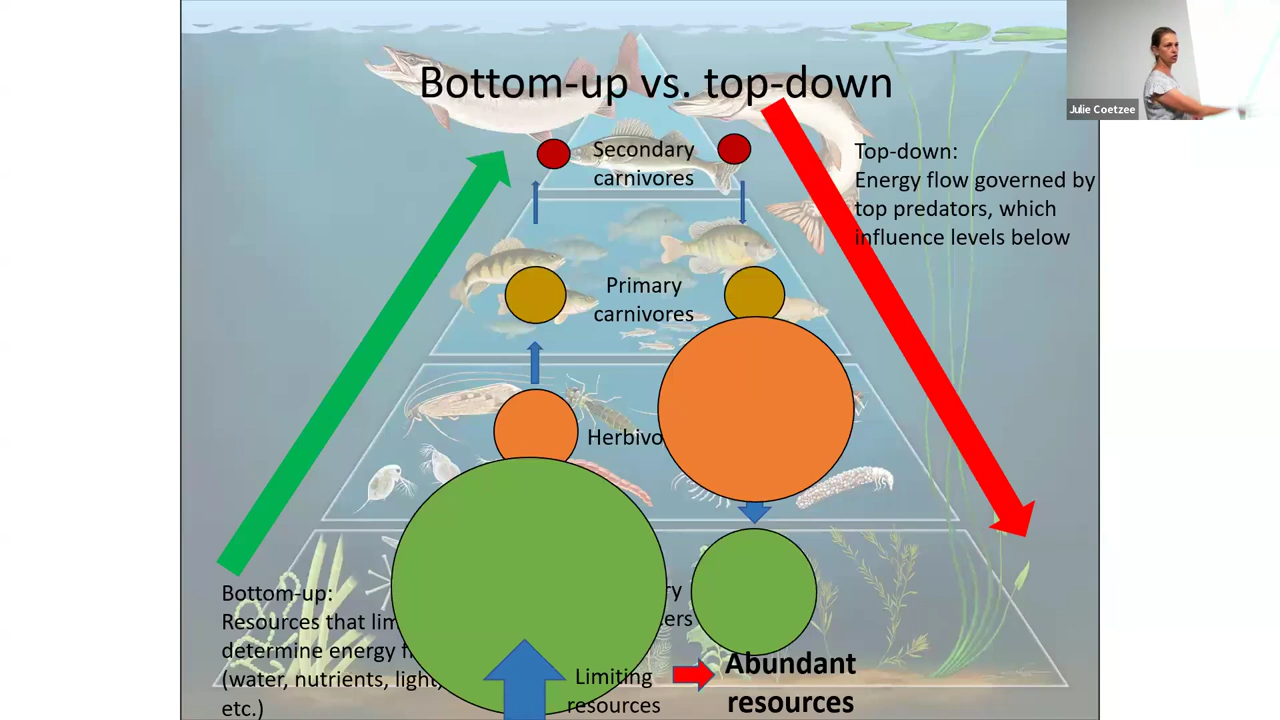 Bottom-up vs. top-down
Julie Coetzee
Secondary
carnivores
Top-down:
Energy flow governed by
top predators, which
influence levels below
Primary
carnivores
Herbivo
Bottom-up:
Resources that lim
determine energy f
(water, nutrients, light,
etc.)
ry
ers
Limiting
resources
Abundant
resources